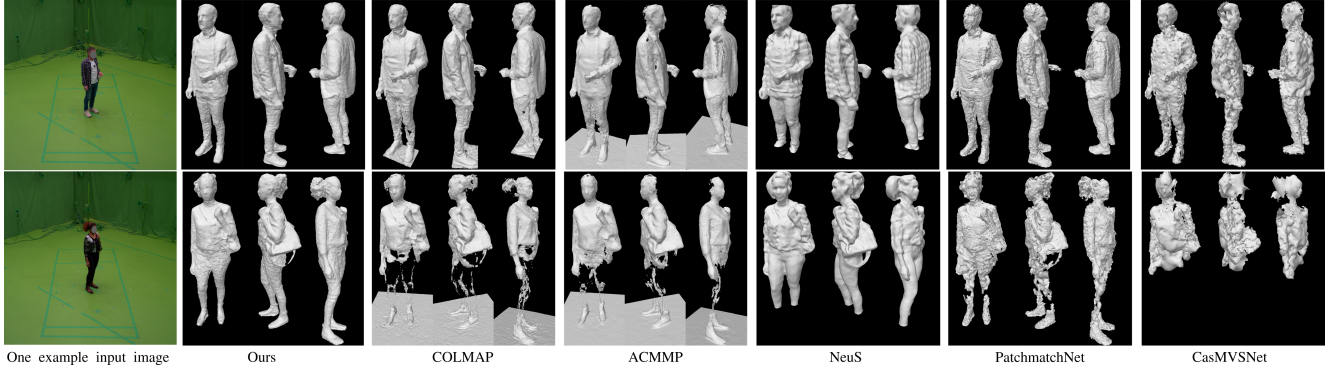 One example input image
Ours
COLMAP
ACMMP
NeuS
PatchmatchNet
CasMVSNet